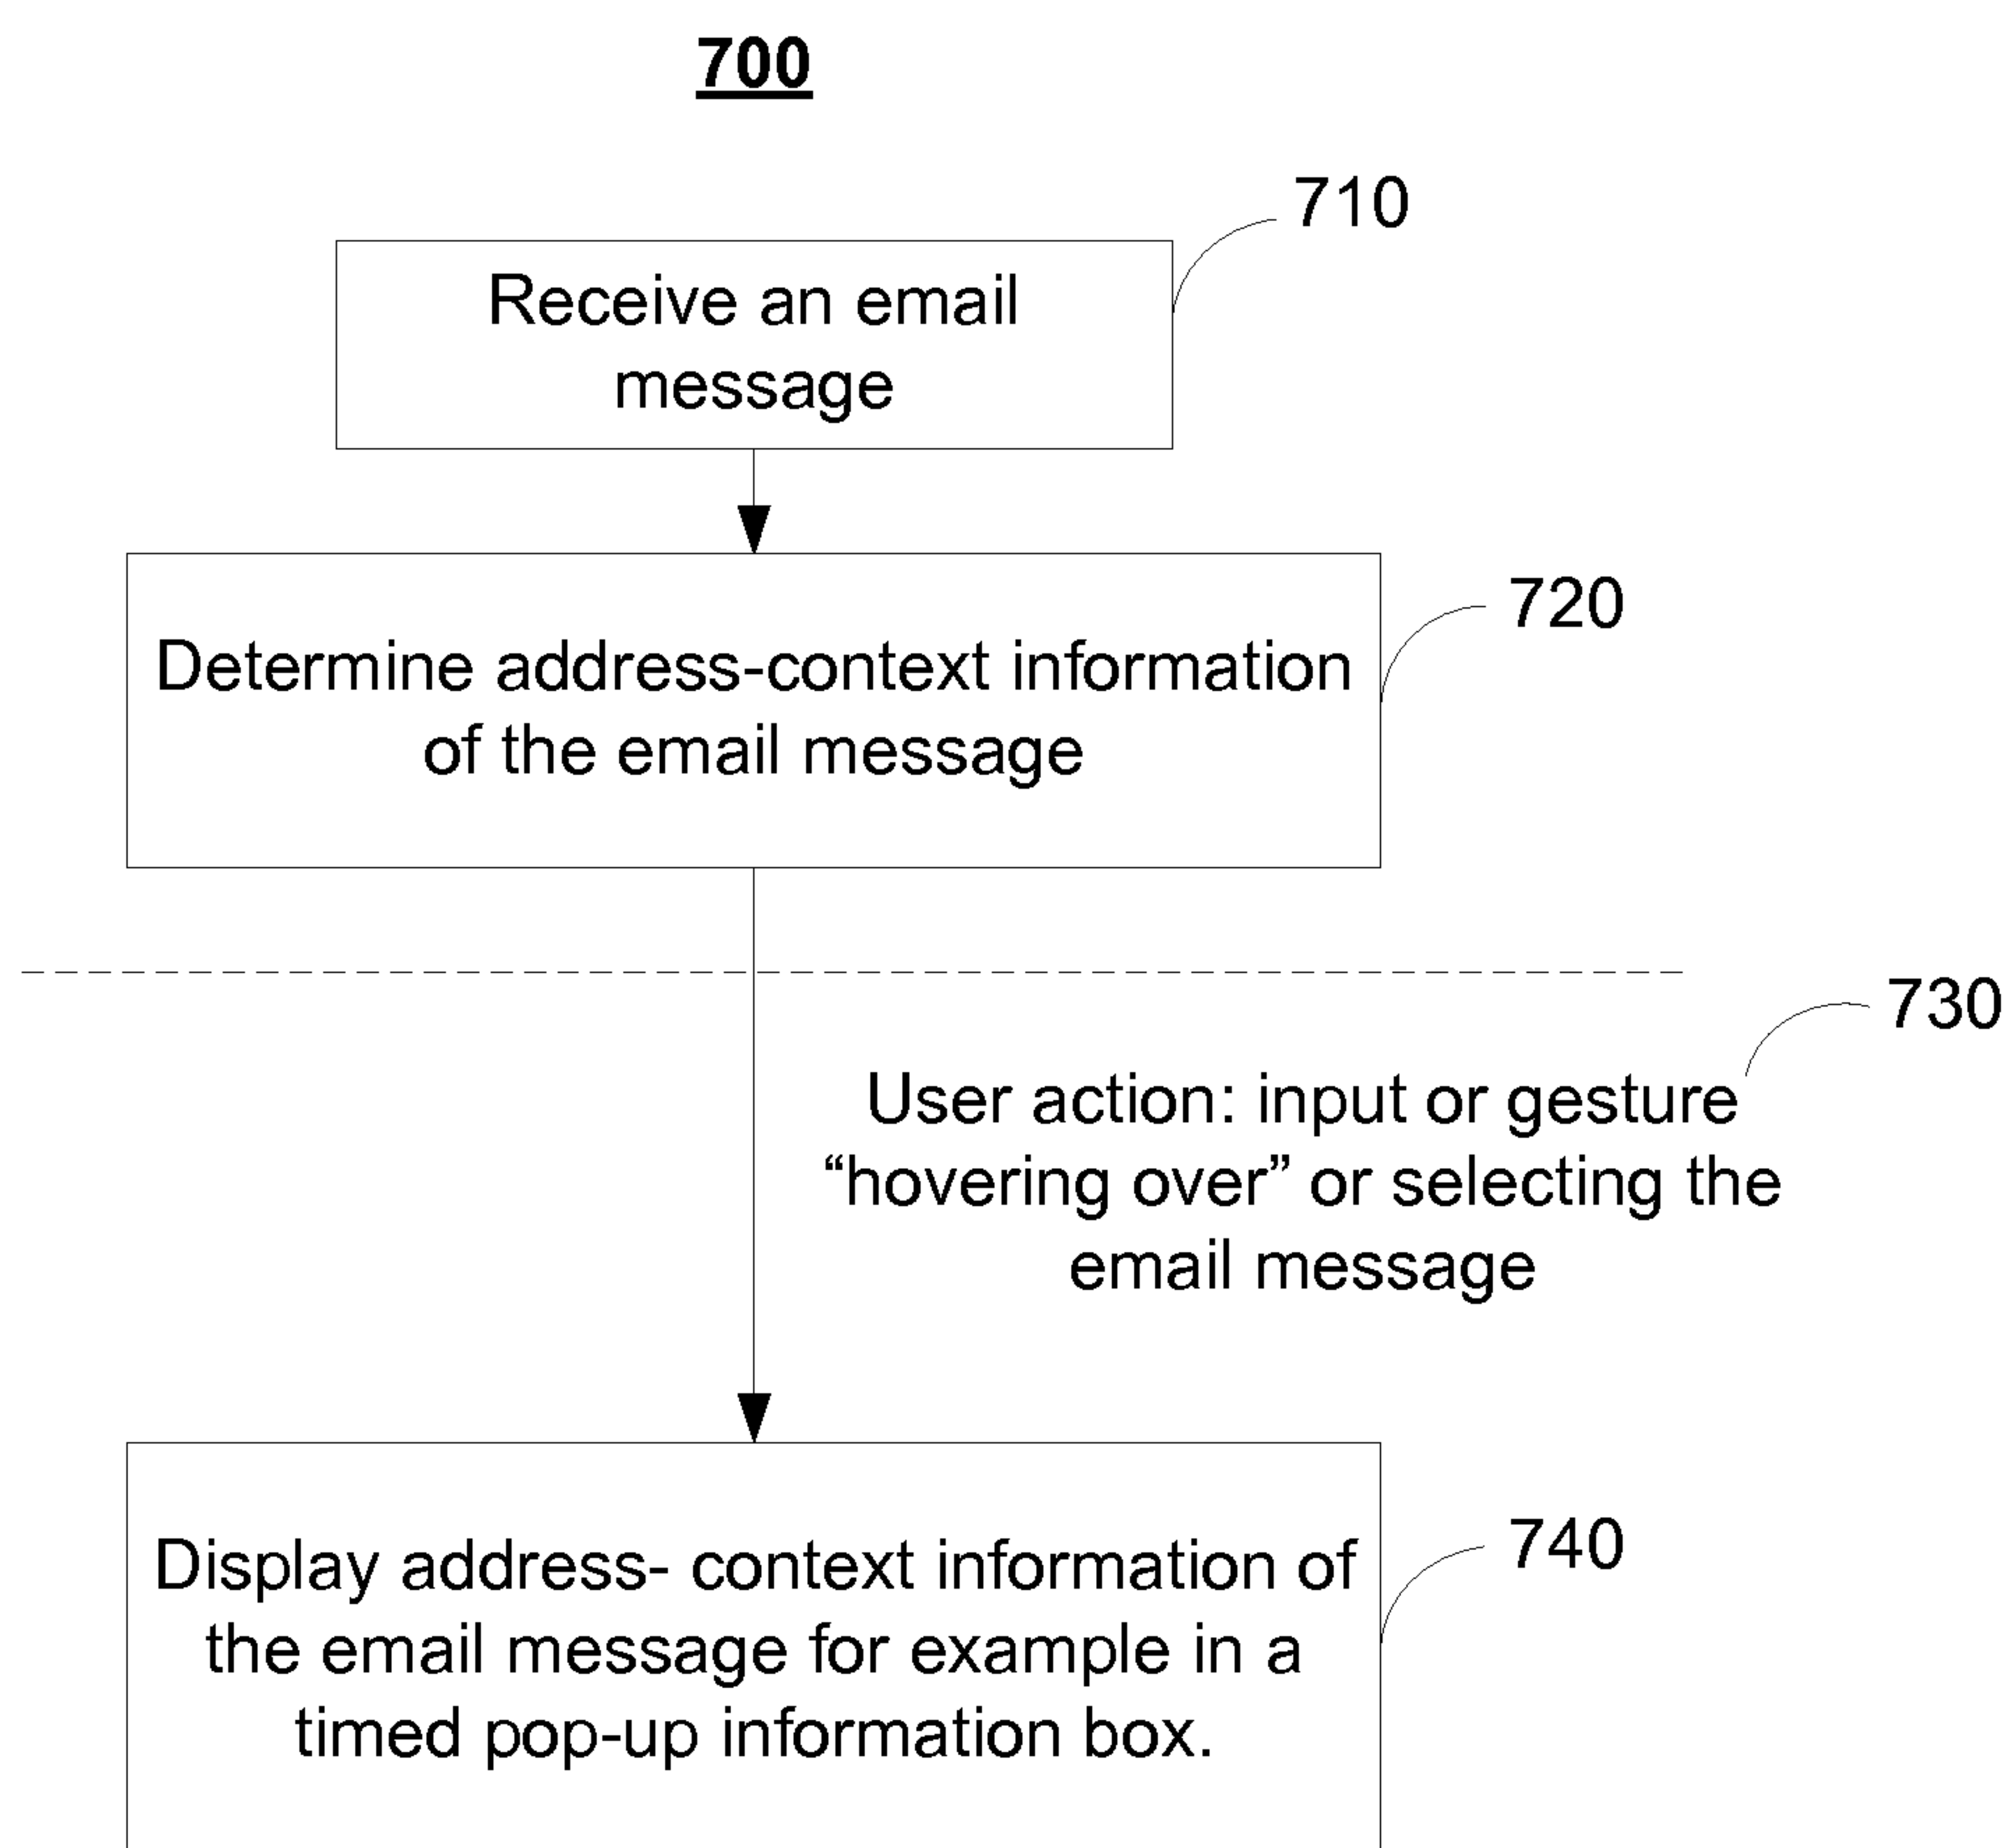 700
710
Receive an email
message
720
Determine address-context information
of the email message
730
User action: input or gesture
“hovering over” or selecting the
email message
740
Display address- context information of
the email message for example in a
timed pop-up information box.